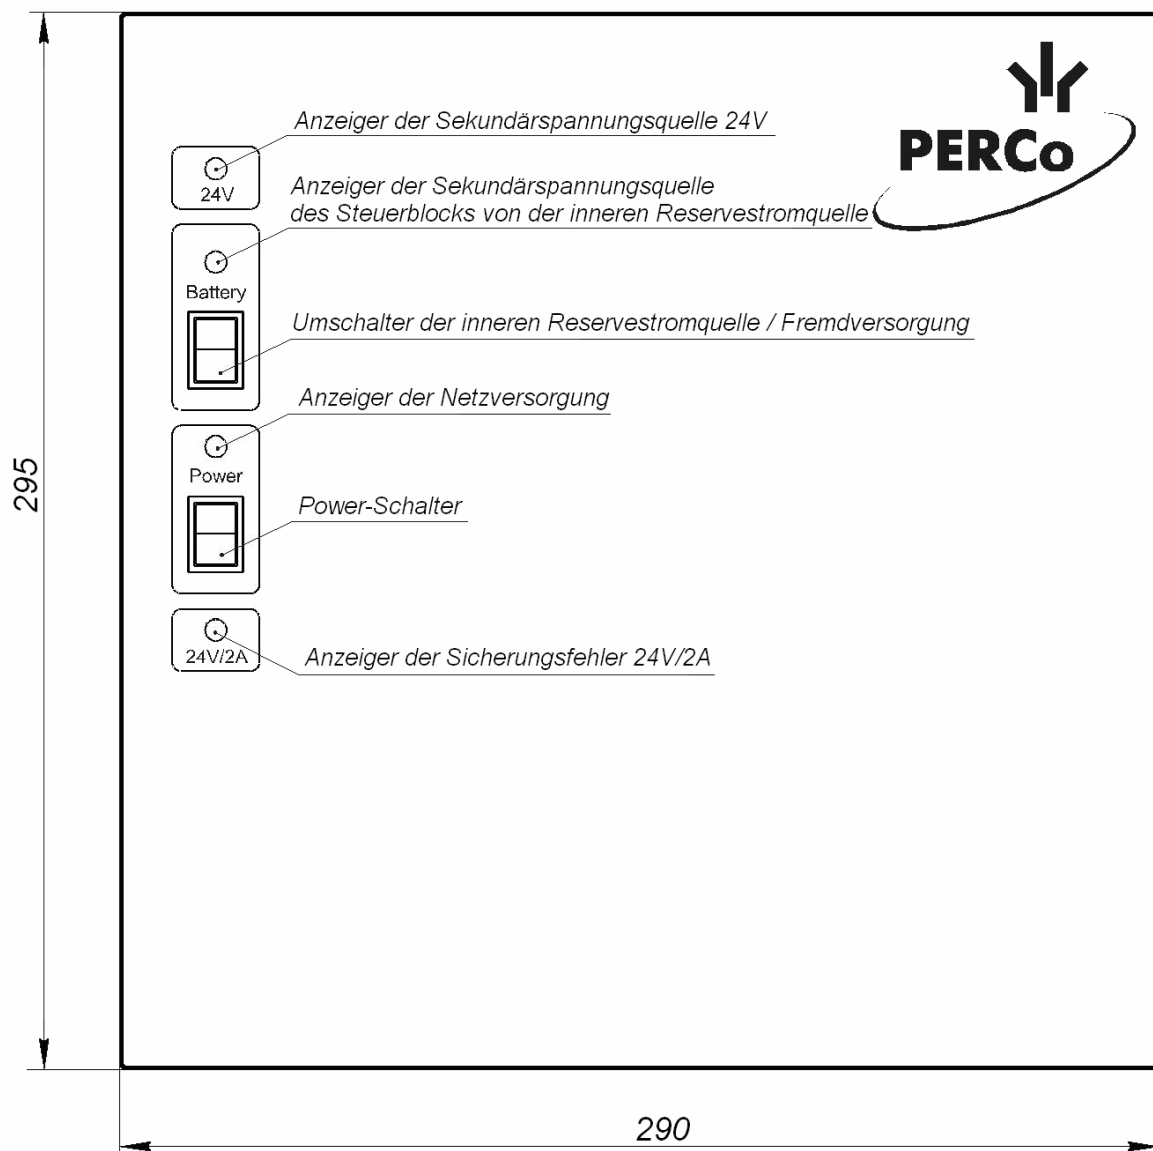 PERCo
Anzeiger der Sekundärspannungsquelle 24V
24V
Anzeiger der Sekundärspannungsquelle
des Steuerblocks von der inneren Reservestromquelle
Battery
Umschalter der inneren Reservestromquelle / Fremdversorgung
Anzeiger der Netzversorgung
Power
Power-Schalter
24V/2A
Anzeiger der Sicherungsfehler 24V/2A
295
290